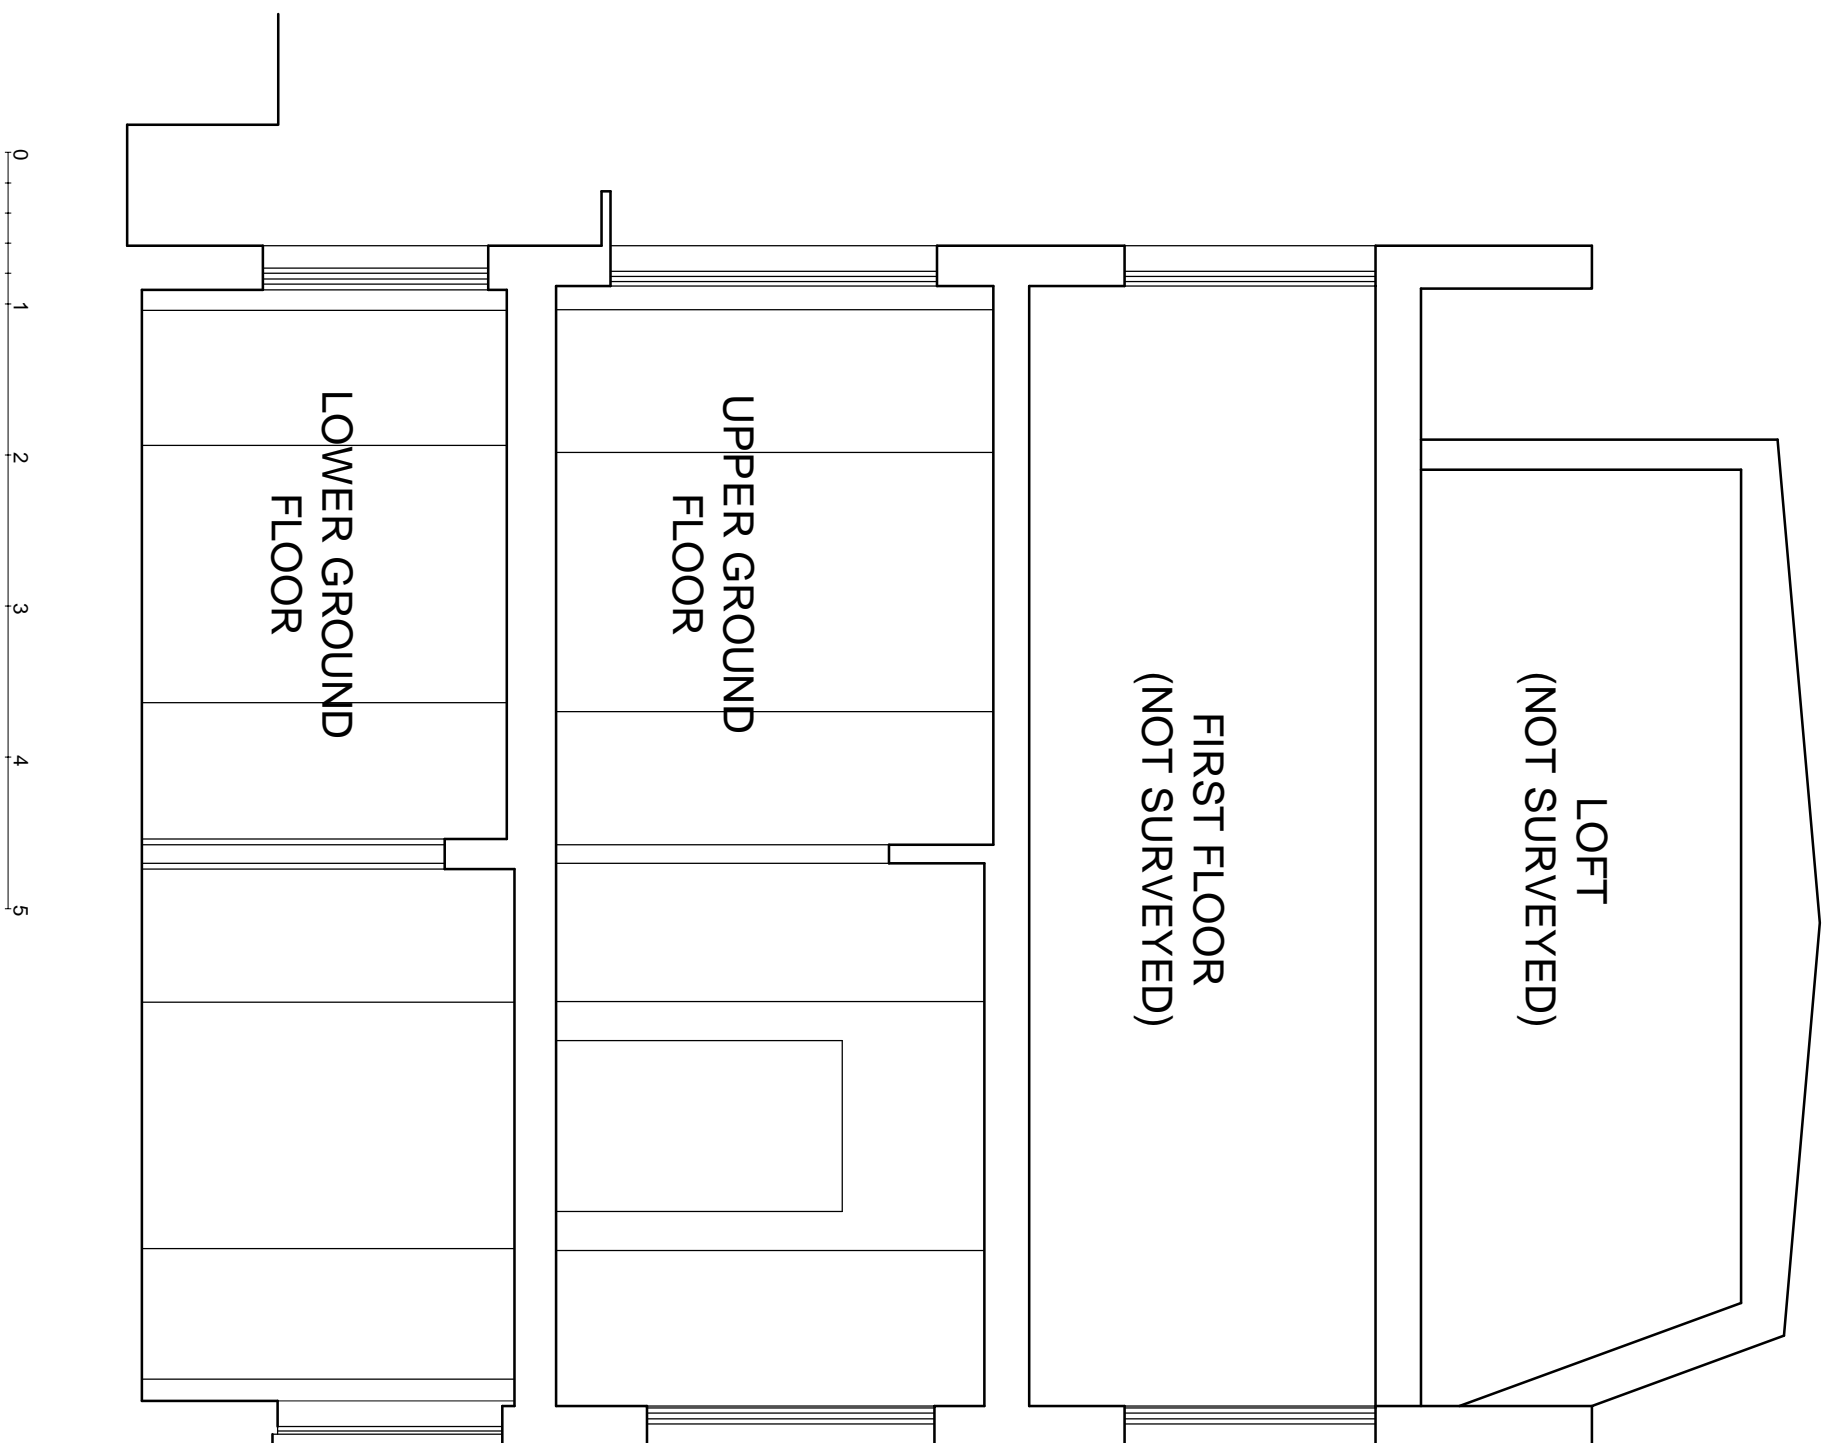 LOFT
(NOT SURVEYED)
FIRST FLOOR
(NOT SURVEYED)
UPPER GROUND
FLOOR
LOWER GROUND
FLOOR
0 1 2 3 4 5